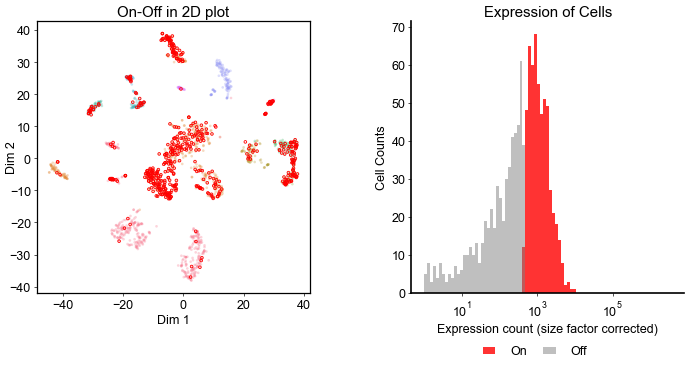 On-Off in 2D plot
40
30
20
10
0
−10
−20
−30
−40
Dim 2
−40 −20 0 20 40
Dim 1
Expression of Cells
70
60
50
40
30
20
10
0
Cell Counts
10¹ 10³ 10⁵
Expression count (size factor corrected)
On Off